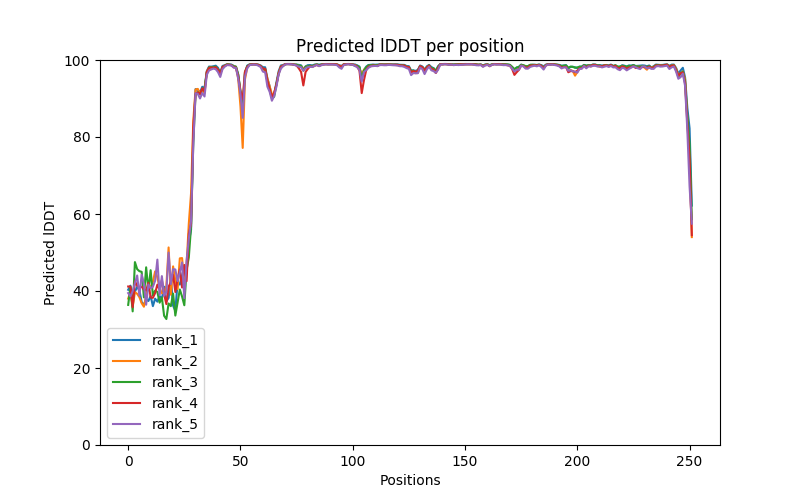 Predicted lDDT per position
100
80
60
40
20
0
Predicted lDDT
rank_1
rank_2
rank_3
rank_4
rank_5
0 50 100 150 200 250
Positions